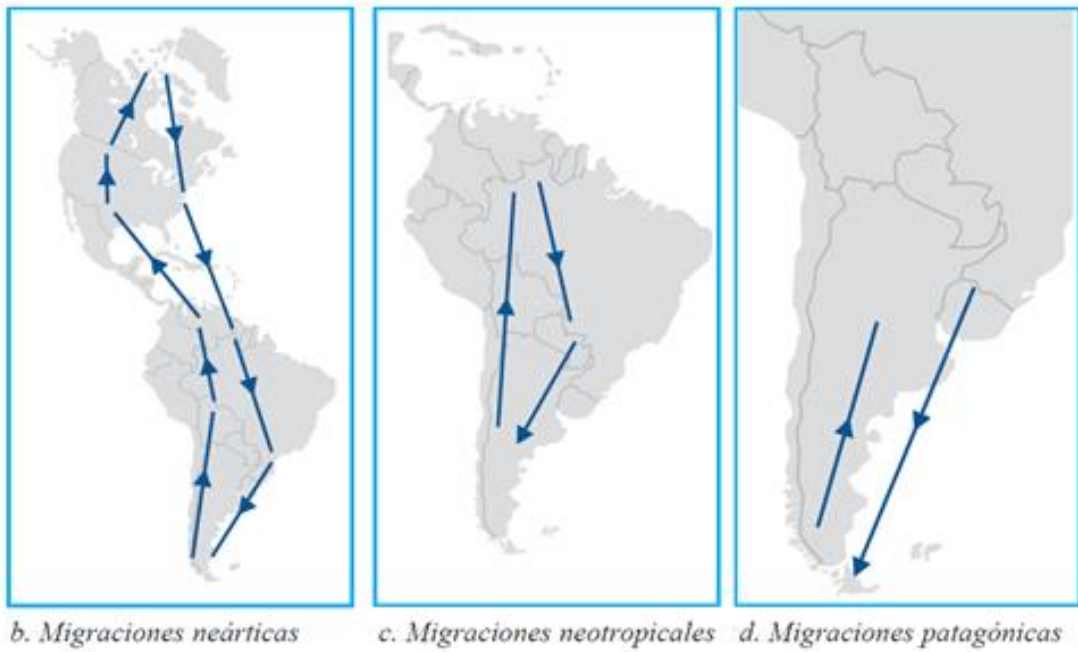 b. Migraciones neárticas
c. Migraciones neotropicales
d. Migraciones patagónicas